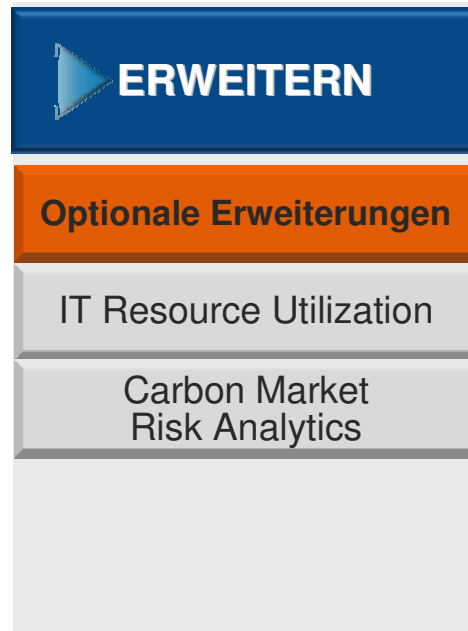 ERWEITERN
Optionale Erweiterungen
IT Resource Utilization
Carbon Market
Risk Analytics